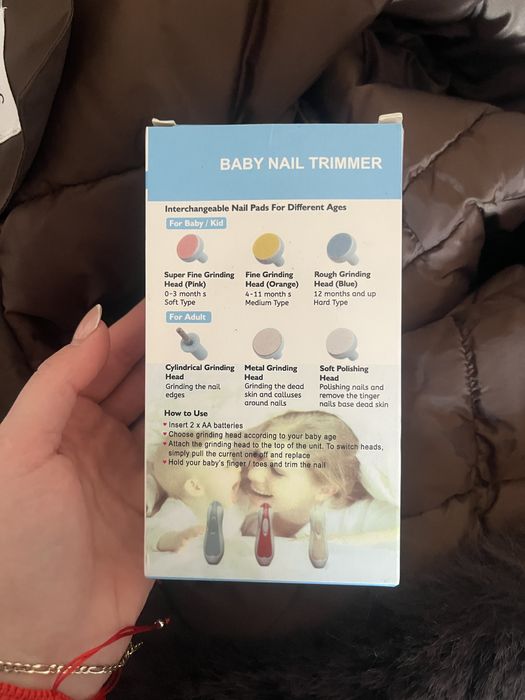 BABY NAIL TRIMMER
Interchangeable Nail Pads For Different Ages
For Baby / Kid
Super Fine Grinding
Head (Pink)
0-3 month s
Soft Type
Fine Grinding
Head (Orange)
4-11 month s
Medium Type
Rough Grinding
Head (Blue)
12 months and up
Hard Type
For Adult
Cylindrical Grinding
Head
Grinding the nail
edges
Metal Grinding
Head
Grinding the dead
skin and calluses
around nails
Soft Polishing
Head
Polishing nails and
remove the tinger
nails base dead skin
How to Use
♥ Insert 2 x AA batteries
♥ Choose grinding head according to your baby age
♥ Attach the grinding head to the top of the unit. To switch heads,
simply pull the current one off and replace
♥ Hold your baby's finger / toes and trim the nail